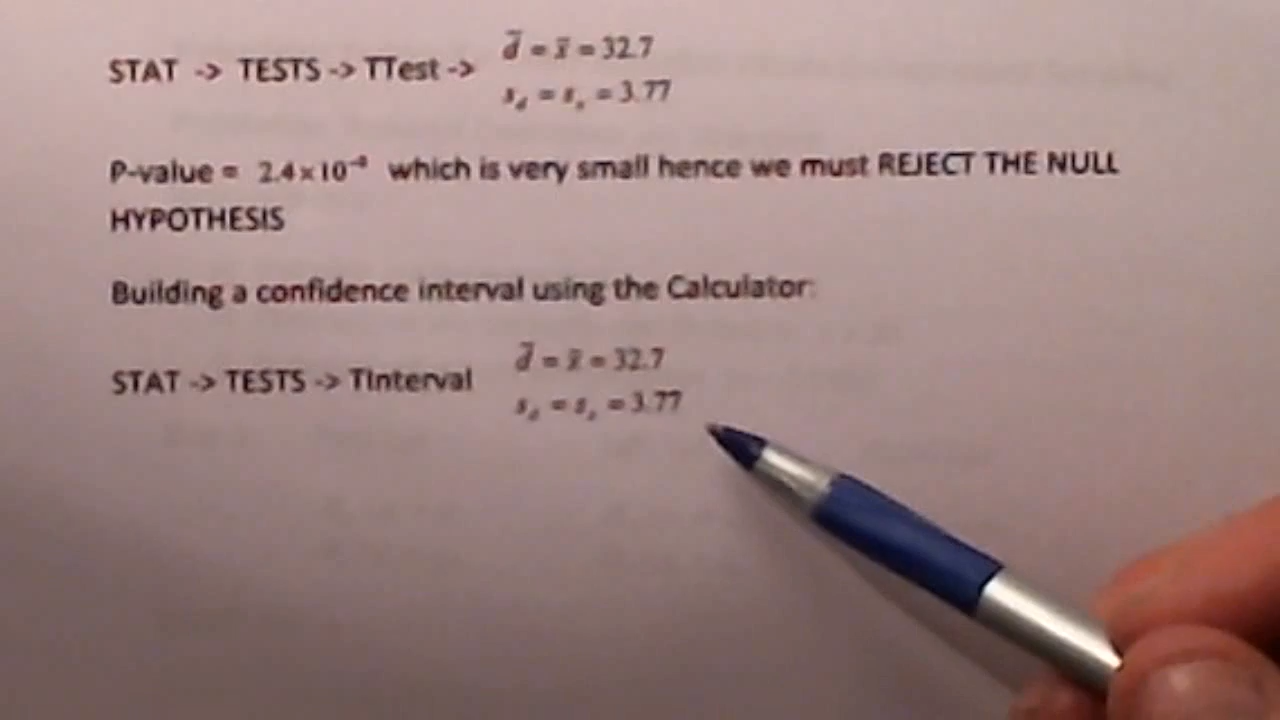 STAT -> TESTS -> TTest -> d̄ = x̄ = 32.7
s_d = s_x = 3.77
P-value = 2.4×10⁻⁸ which is very small hence we must REJECT THE NULL
HYPOTHESIS
Building a confidence interval using the Calculator:
STAT -> TESTS -> TInterval d̄ = x̄ = 32.7
s_d = s_x = 3.77